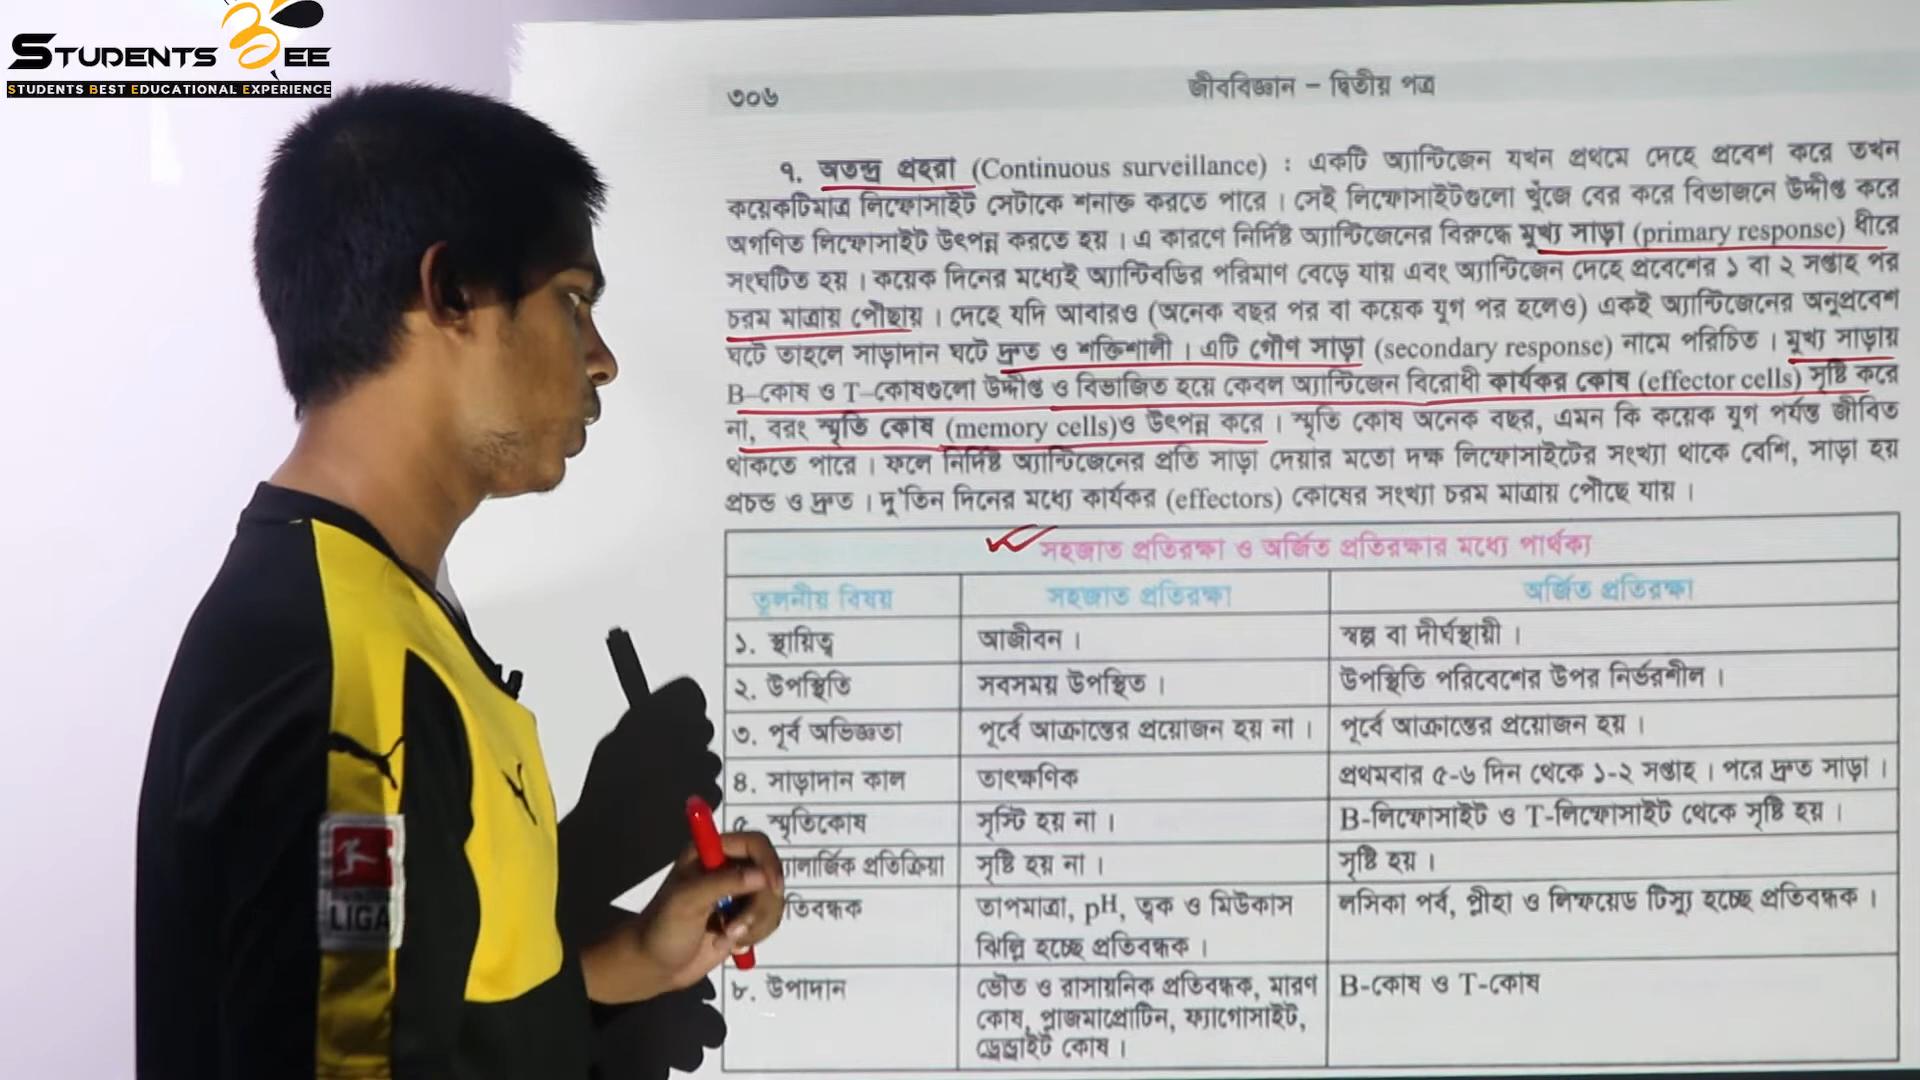 STUDENTS BEE
STUDENTS BEST EDUCATIONAL EXPERIENCE
৩০৬
জীববিজ্ঞান – দ্বিতীয় পত্র
৭. অতন্দ্র প্রহরা (Continuous surveillance) : একটি অ্যান্টিজেন যখন প্রথমে দেহে প্রবেশ করে তখন
কয়েকটিমাত্র লিম্ফোসাইট সেটাকে শনাক্ত করতে পারে। সেই লিম্ফোসাইটগুলো খুঁজে বের করে বিভাজনে উদ্দীপ্ত করে
অগণিত লিম্ফোসাইট উৎপন্ন করতে হয়। এ কারণে নির্দিষ্ট অ্যান্টিজেনের বিরুদ্ধে মুখ্য সাড়া (primary response) ধীরে
সংঘটিত হয়। কয়েক দিনের মধ্যেই অ্যান্টিবডির পরিমাণ বেড়ে যায় এবং অ্যান্টিজেন দেহে প্রবেশের ১ বা ২ সপ্তাহ পর
চরম মাত্রায় পৌঁছায়। দেহে যদি আবারও (অনেক বছর পর বা কয়েক যুগ পর হলেও) একই অ্যান্টিজেনের অনুপ্রবেশ
ঘটে তাহলে সাড়াদান ঘটে দ্রুত ও শক্তিশালী। এটি গৌণ সাড়া (secondary response) নামে পরিচিত। মুখ্য সাড়ায়
B–কোষ ও T–কোষগুলো উদ্দীপ্ত ও বিভাজিত হয়ে কেবল অ্যান্টিজেন বিরোধী কার্যকর কোষ (effector cells) সৃষ্টি করে
না, বরং স্মৃতি কোষ (memory cells)ও উৎপন্ন করে। স্মৃতি কোষ অনেক বছর, এমন কি কয়েক যুগ পর্যন্ত জীবিত
থাকতে পারে। ফলে নির্দিষ্ট অ্যান্টিজেনের প্রতি সাড়া দেয়ার মতো দক্ষ লিম্ফোসাইটের সংখ্যা থাকে বেশি, সাড়া হয়
প্রচন্ড ও দ্রুত। দু'তিন দিনের মধ্যে কার্যকর (effectors) কোষের সংখ্যা চরম মাত্রায় পৌঁছে যায়।
সহজাত প্রতিরক্ষা ও অর্জিত প্রতিরক্ষার মধ্যে পার্থক্য
তুলনীয় বিষয় সহজাত প্রতিরক্ষা অর্জিত প্রতিরক্ষা
১. স্থায়িত্ব আজীবন। স্বল্প বা দীর্ঘস্থায়ী।
২. উপস্থিতি সবসময় উপস্থিত। উপস্থিতি পরিবেশের উপর নির্ভরশীল।
৩. পূর্ব অভিজ্ঞতা পূর্বে আক্রান্তের প্রয়োজন হয় না। পূর্বে আক্রান্তের প্রয়োজন হয়।
৪. সাড়াদান কাল তাৎক্ষণিক প্রথমবার ৫-৬ দিন থেকে ১-২ সপ্তাহ। পরে দ্রুত সাড়া।
৫. স্মৃতিকোষ সৃস্টি হয় না। B-লিম্ফোসাইট ও T-লিম্ফোসাইট থেকে সৃষ্টি হয়।
্যালার্জিক প্রতিক্রিয়া সৃষ্টি হয় না। সৃষ্টি হয়।
তিবন্ধক তাপমাত্রা, pH, ত্বক ও মিউকাস লসিকা পর্ব, প্লীহা ও লিম্ফয়েড টিস্যু হচ্ছে প্রতিবন্ধক।
ঝিল্লি হচ্ছে প্রতিবন্ধক।
৮. উপাদান ভৌত ও রাসায়নিক প্রতিবন্ধক, মারণ B-কোষ ও T-কোষ
কোষ, প্লাজমাপ্রোটিন, ফ্যাগোসাইট,
ড্রেন্ড্রাইট কোষ।
LIGA